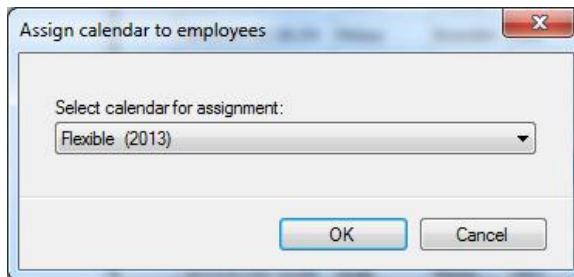 Assign calendar to employees
Select calendar for assignment:
Flexible (2013)
OK
Cancel